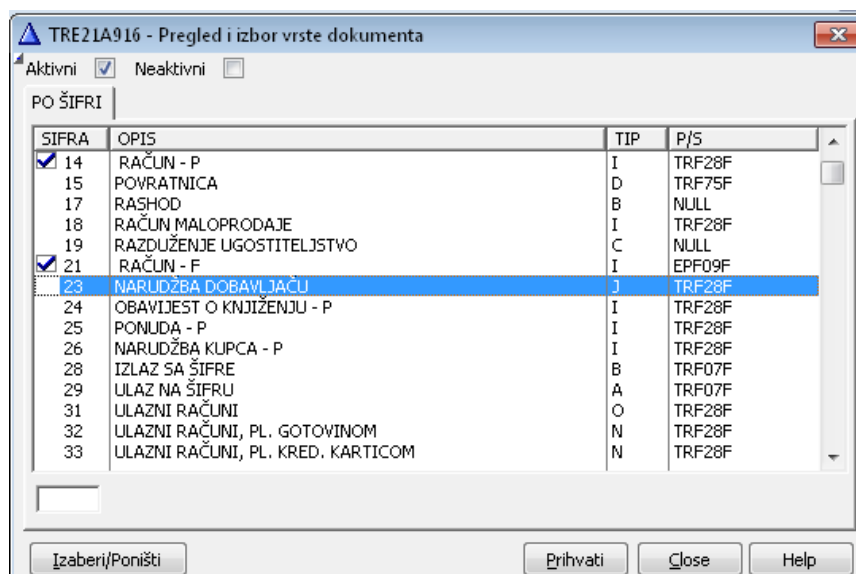 TRE21A916 - Pregled i izbor vrste dokumenta
Aktivni Neaktivni
PO ŠIFRI
SIFRA OPIS TIP P/S
14 RAČUN - P I TRF28F
15 POVRATNICA D TRF75F
17 RASHOD B NULL
18 RAČUN MALOPRODAJE I TRF28F
19 RAZDUŽENJE UGOSTITELJSTVO C NULL
21 RAČUN - F I EPF09F
23 NARUDŽBA DOBAVLJAČU J TRF28F
24 OBAVIJEST O KNJIŽENJU - P I TRF28F
25 PONUDA - P I TRF28F
26 NARUDŽBA KUPCA - P I TRF28F
28 IZLAZ SA ŠIFRE B TRF07F
29 ULAZ NA ŠIFRU A TRF07F
31 ULAZNI RAČUNI O TRF28F
32 ULAZNI RAČUNI, PL. GOTOVINOM N TRF28F
33 ULAZNI RAČUNI, PL. KRED. KARTICOM N TRF28F
Izaberi/Poništi Prihvati Close Help